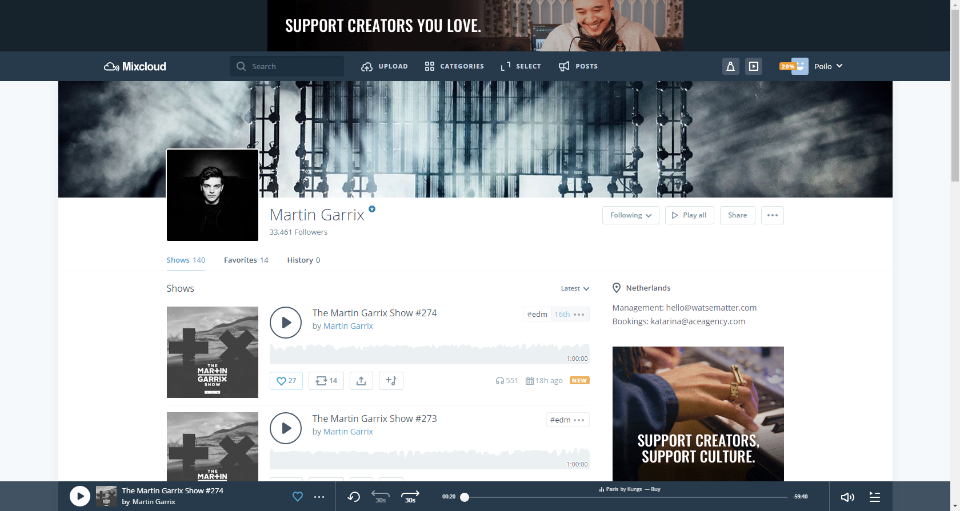 SUPPORT CREATORS YOU LOVE.
Mixcloud
Search
UPLOAD
CATEGORIES
SELECT
POSTS
20%
Poilo
Martin Garrix
33,461 Followers
Following
Play all
Share
Shows 140
Favorites 14
History 0
Shows
Latest
Netherlands
Management: hello@watsematter.com
Bookings: katarina@aceagency.com
THE
MARTIN
GARRIX
SHOW
The Martin Garrix Show #274
by Martin Garrix
#edm
16th
1:00:00
27
14
551
18h ago
NEW
THE
MARTIN
The Martin Garrix Show #273
by Martin Garrix
#edm
1:00:00
SUPPORT CREATORS,
SUPPORT CULTURE.
The Martin Garrix Show #274
by Martin Garrix
30s
30s
00:20
Paris by Kungs — Buy
-59:40